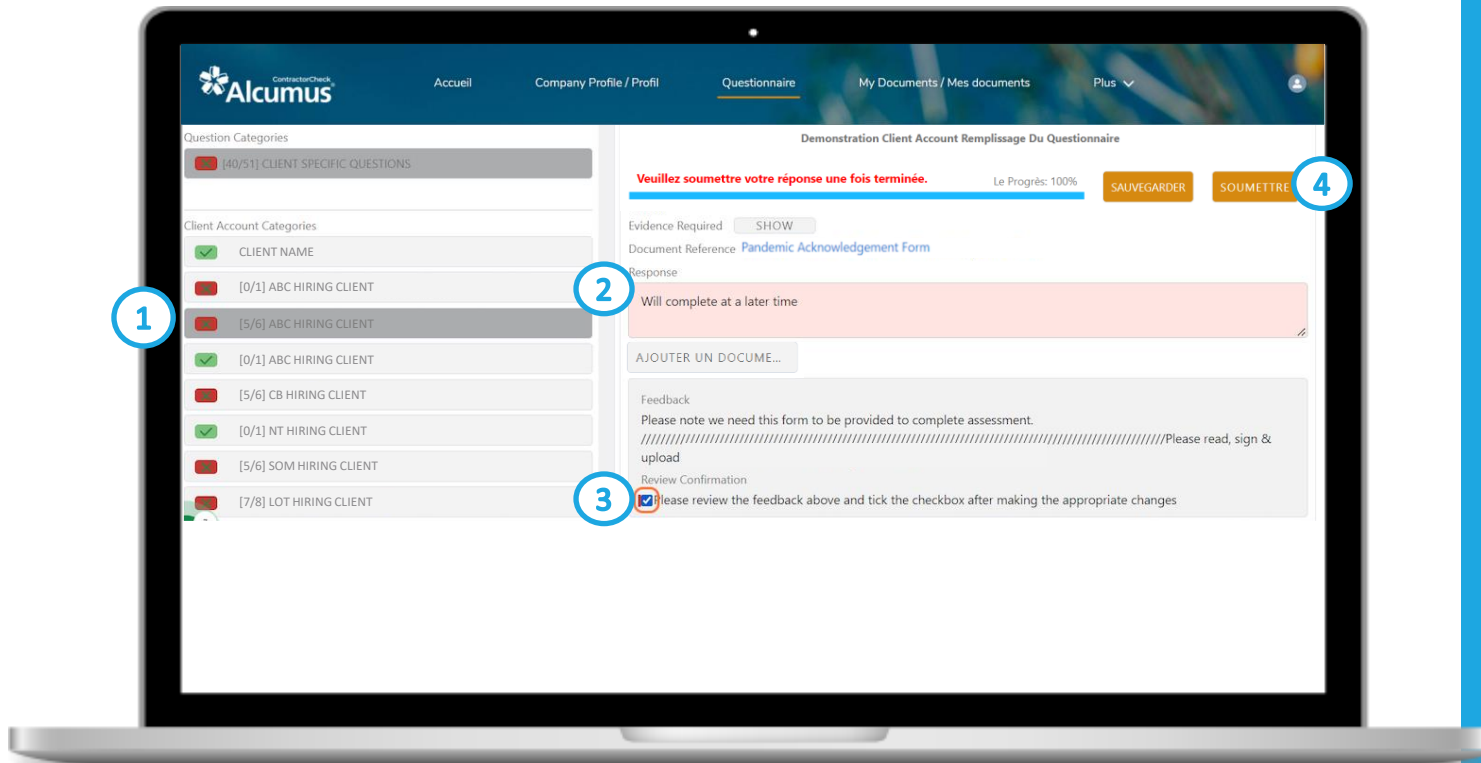 ContractorCheck
Alcumus
Accueil
Company Profile / Profil
Questionnaire
My Documents / Mes documents
Plus
Question Categories
[40/51] CLIENT SPECIFIC QUESTIONS
Client Account Categories
CLIENT NAME
[0/1] ABC HIRING CLIENT
1
[5/6] ABC HIRING CLIENT
[0/1] ABC HIRING CLIENT
[5/6] CB HIRING CLIENT
[0/1] NT HIRING CLIENT
[5/6] SOM HIRING CLIENT
[7/8] LOT HIRING CLIENT
Demonstration Client Account Remplissage Du Questionnaire
Veuillez soumettre votre réponse une fois terminée.
Le Progrès: 100%
SAUVEGARDER
SOUMETTRE
4
Evidence Required SHOW
Document Reference Pandemic Acknowledgement Form
Response
2
Will complete at a later time
AJOUTER UN DOCUME...
Feedback
Please note we need this form to be provided to complete assessment.
/////////////////////////////////////////////////////////////////////////////////////////////////////////Please read, sign &
upload
Review Confirmation
3
Please review the feedback above and tick the checkbox after making the appropriate changes